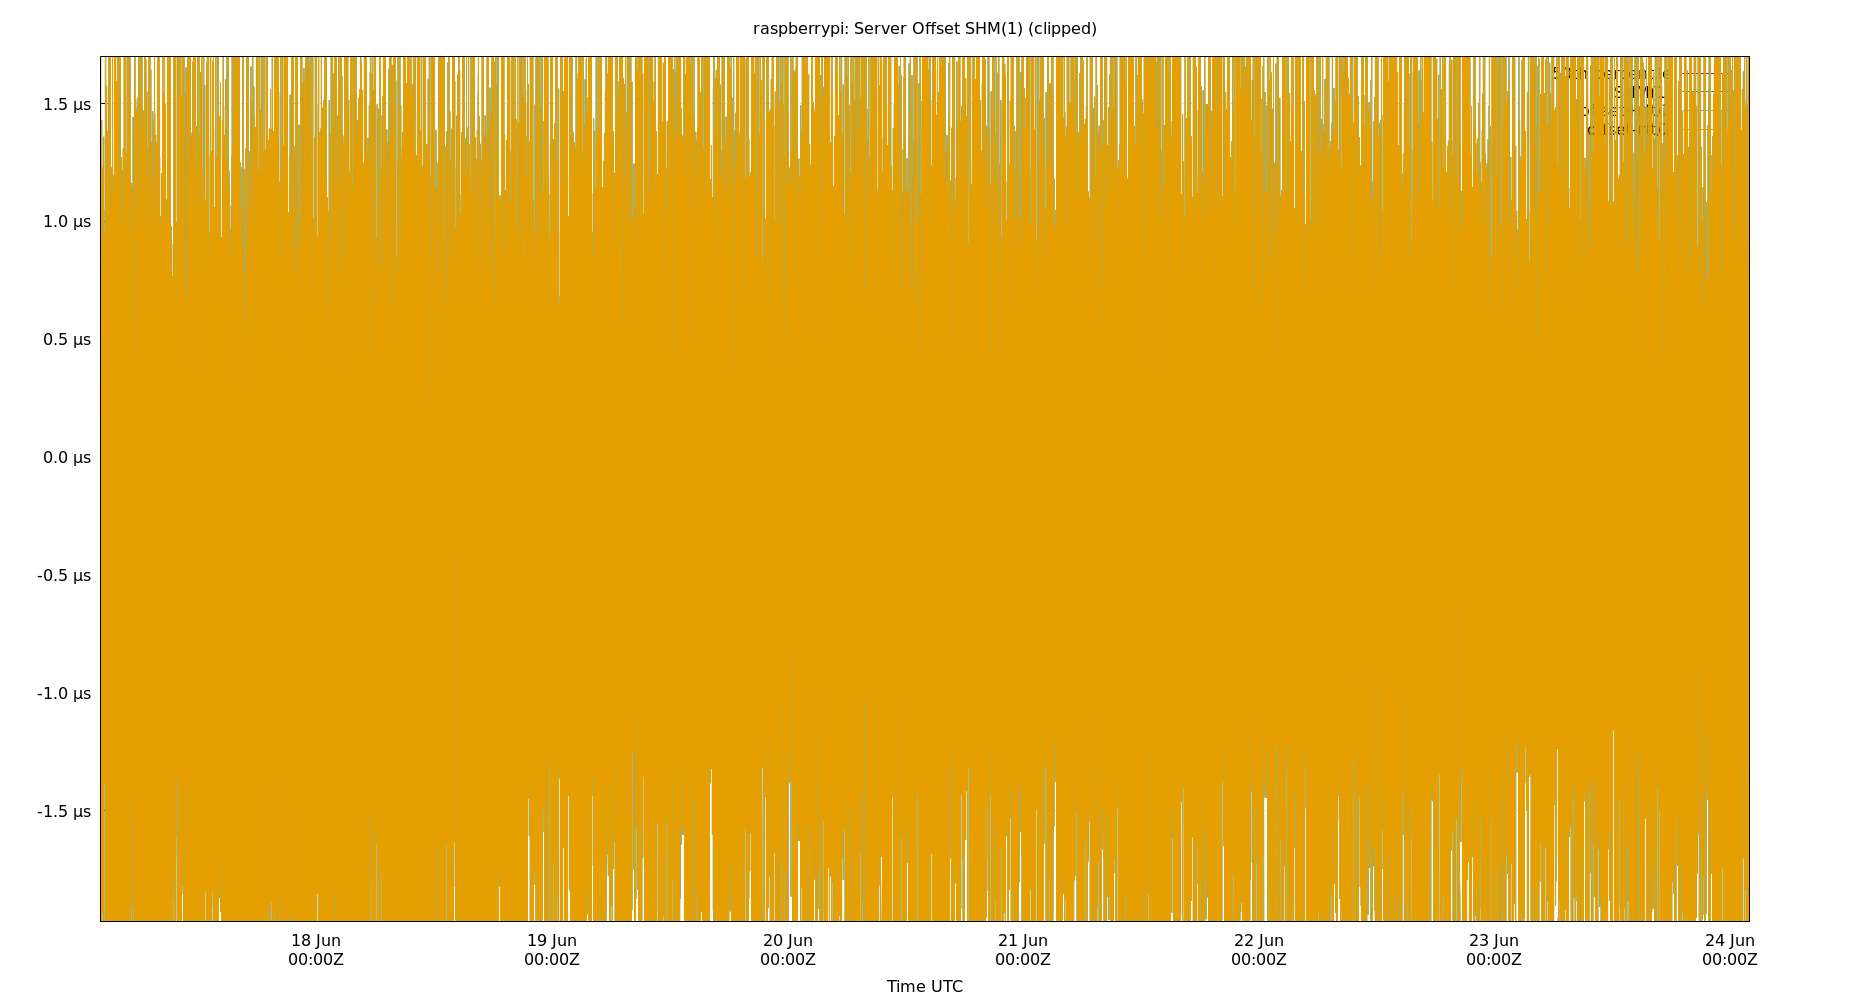 raspberrypi: Server Offset SHM(1) (clipped)
1.5 µs
1.0 µs
0.5 µs
0.0 µs
-0.5 µs
-1.0 µs
-1.5 µs
18 Jun 19 Jun 20 Jun 21 Jun 22 Jun 23 Jun 24 Jun
00:00Z 00:00Z 00:00Z 00:00Z 00:00Z 00:00Z 00:00Z
Time UTC